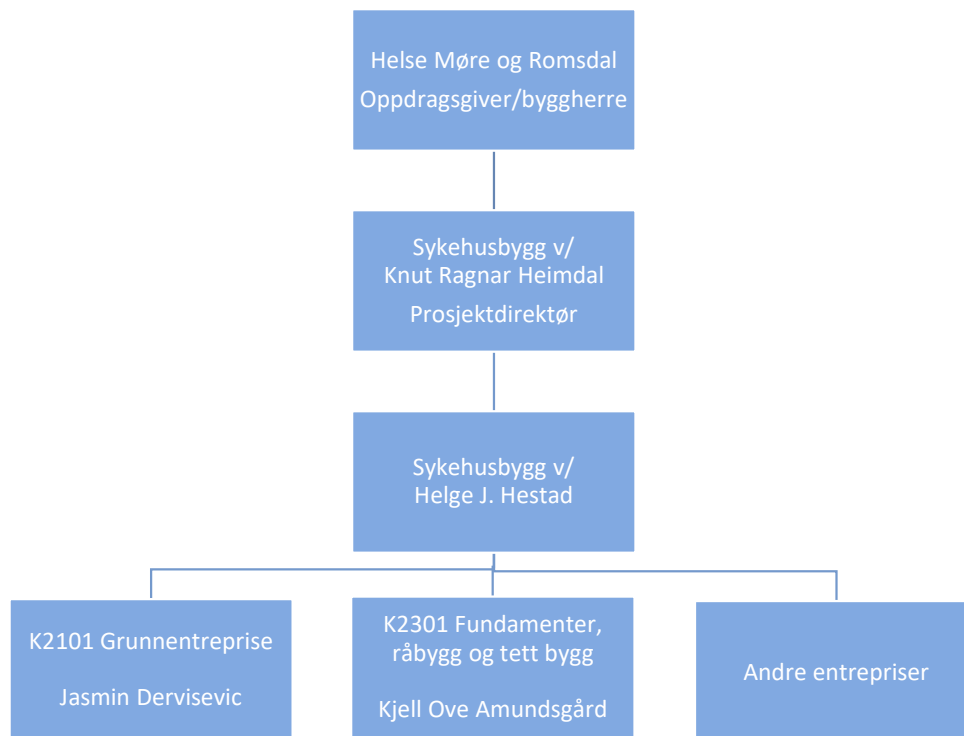 Helse Møre og Romsdal
Oppdragsgiver/byggherre
Sykehusbygg v/
Knut Ragnar Heimdal
Prosjektdirektør
Sykehusbygg v/
Helge J. Hestad
K2101 Grunnentreprise
Jasmin Dervisevic
K2301 Fundamenter,
råbygg og tett bygg
Kjell Ove Amundsgård
Andre entrepriser